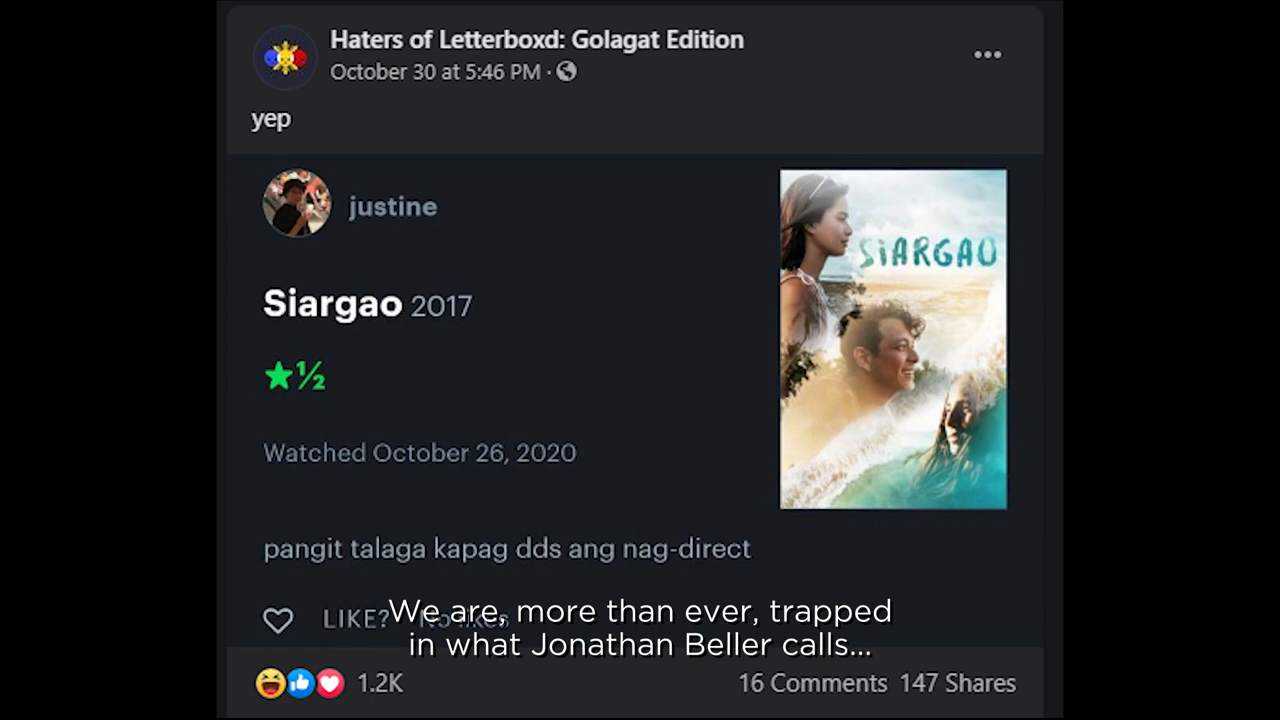 Haters of Letterboxd: Golagat Edition
October 30 at 5:46 PM ·
yep
justine
SiARGAO
Siargao 2017
★½
Watched October 26, 2020
pangit talaga kapag dds ang nag-direct
LIKE? No likes
We are, more than ever, trapped
in what Jonathan Beller calls...
1.2K
16 Comments 147 Shares